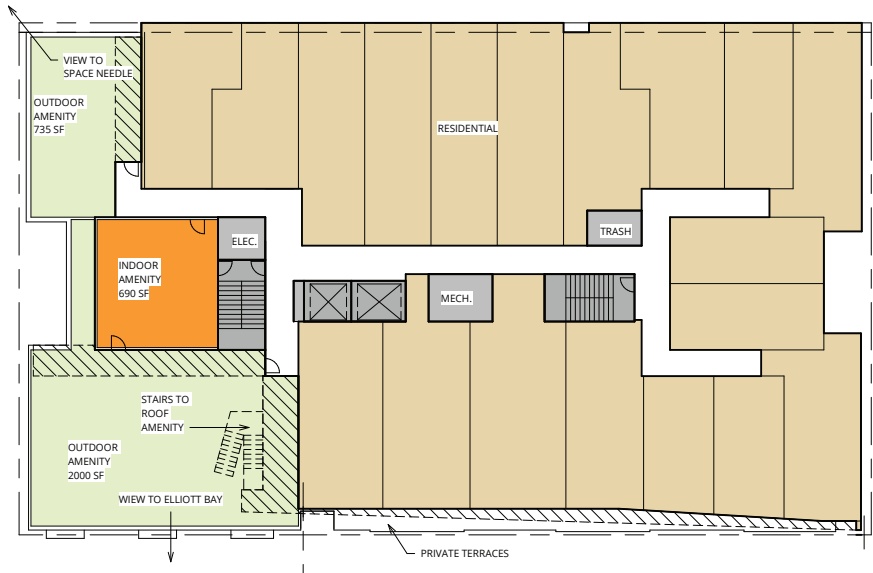 VIEW TO
SPACE NEEDLE
OUTDOOR
AMENITY
735 SF
RESIDENTIAL
TRASH
ELEC.
INDOOR
AMENITY
690 SF
MECH.
STAIRS TO
ROOF
AMENITY
OUTDOOR
AMENITY
2000 SF
WIEW TO ELLIOTT BAY
PRIVATE TERRACES